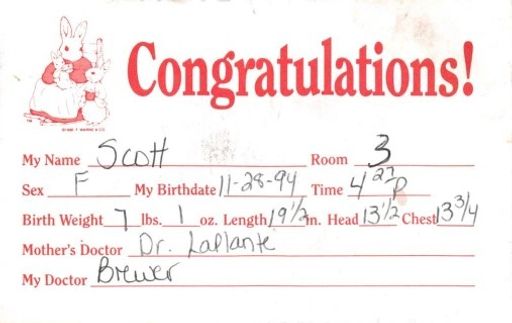 Congratulations!
My Name Scott Room 3
Sex F My Birthdate 11-28-94 Time 4 27 P
Birth Weight 7 lbs. 1 oz. Length 19 1/2 in. Head 13 1/2 Chest 13 3/4
Mother's Doctor Dr. LaPlante
My Doctor Brewer